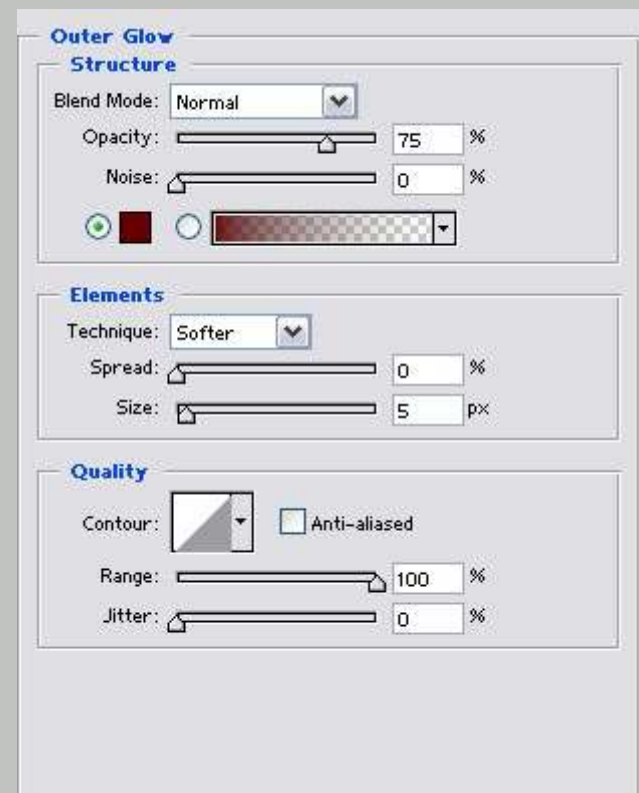 Outer Glow
Structure
Blend Mode: Normal
Opacity: 75 %
Noise: 0 %
Elements
Technique: Softer
Spread: 0 %
Size: 5 px
Quality
Contour: Anti-aliased
Range: 100 %
Jitter: 0 %